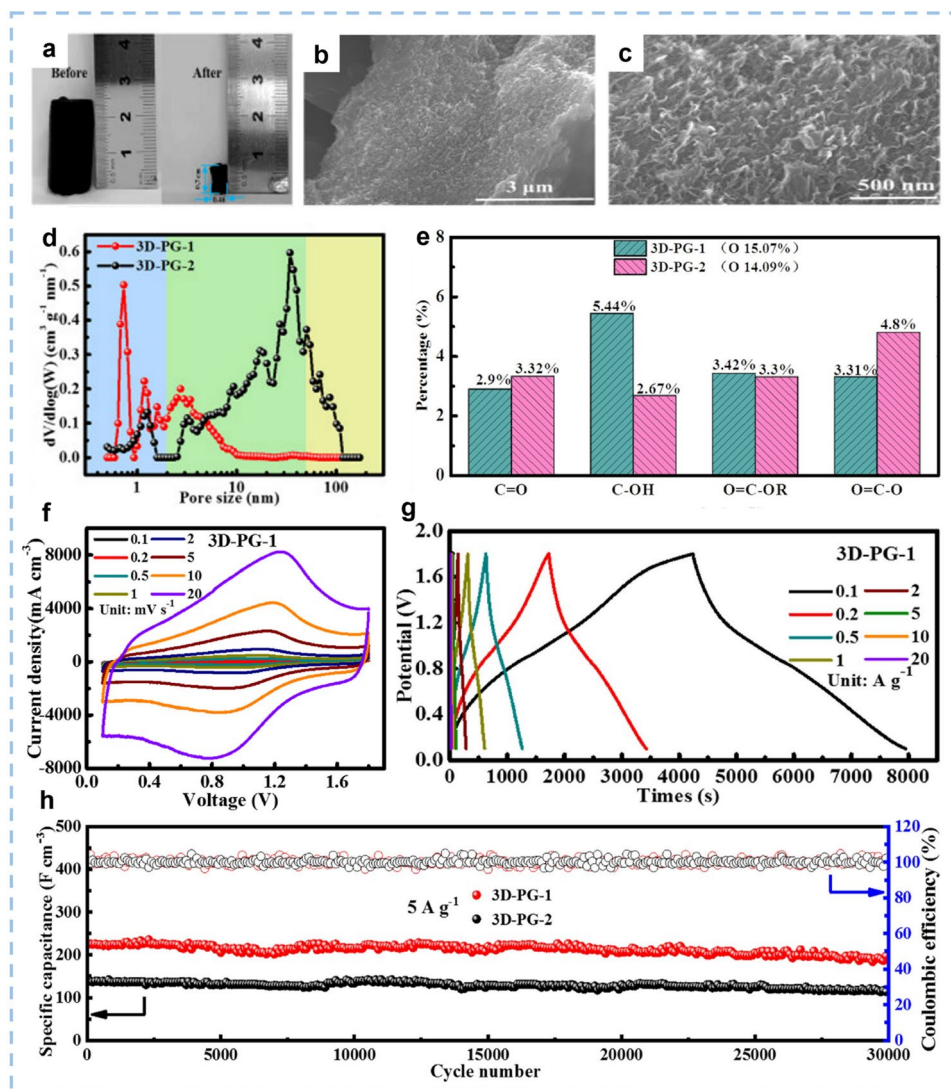 a
Before
After
4
3
2
1
4
3
2
1
0.7 cm
b
3 μm
c
500 nm
d
3D-PG-1
3D-PG-2
0.6
0.5
0.4
0.3
0.2
0.1
0.0
dV/dlog(W) (cm³ g⁻¹ nm⁻¹)
1 10 100
Pore size (nm)
e
3D-PG-1 （O 15.07%）
3D-PG-2 （O 14.09%）
8
6
4
2
0
Percentage (%)
2.9% 3.32% 5.44% 2.67% 3.42% 3.3% 3.31% 4.8%
C=O C-OH O=C-OR O=C-O
f
3D-PG-1
0.1 2
0.2 5
0.5 10
1 20
Unit: mV s⁻¹
8000
4000
0
-4000
-8000
Current density(mA cm⁻³)
0.0 0.4 0.8 1.2 1.6
Voltage (V)
g
3D-PG-1
0.1 2
0.2 5
0.5 10
1 20
Unit: A g⁻¹
2.0
1.6
1.2
0.8
0.4
0.0
Potential (V)
0 1000 2000 3000 4000 5000 6000 7000 8000 9000
Times (s)
h
500
400
300
200
100
0
Specific capacitance (F cm⁻³)
5 A g⁻¹
3D-PG-1
3D-PG-2
120
100
80
60
40
20
0
Coulombic efficiency (%)
0 5000 10000 15000 20000 25000 30000
Cycle number